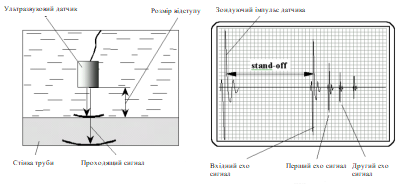 Ультразвуковий датчик
Розмір відступу
Стінка труби
Проходячий сигнал
Зондуючий імпульс датчика
stand-off
Вхідний ехо
сигнал
Перший ехо сигнал
Другий ехо
сигнал